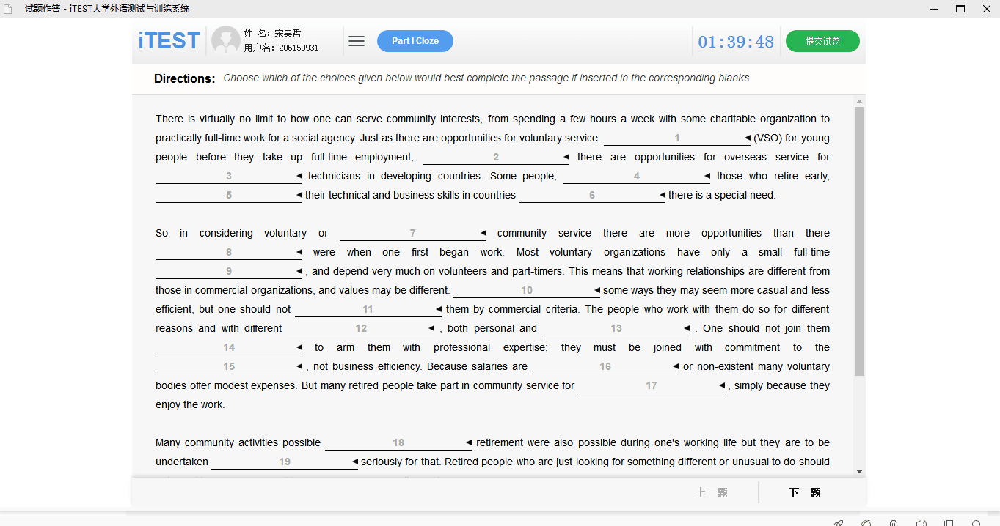 试题作答 - iTEST大学外语测试与训练系统
iTEST
姓 名：宋昊哲
用户名：206150931
Part I Cloze
01:39:48
提交试卷
Directions: Choose which of the choices given below would best complete the passage if inserted in the corresponding blanks.
There is virtually no limit to how one can serve community interests, from spending a few hours a week with some charitable organization to
practically full-time work for a social agency. Just as there are opportunities for voluntary service 1 (VSO) for young
people before they take up full-time employment, 2 there are opportunities for overseas service for
3 technicians in developing countries. Some people, 4 those who retire early,
5 their technical and business skills in countries 6 there is a special need.
So in considering voluntary or 7 community service there are more opportunities than there
8 were when one first began work. Most voluntary organizations have only a small full-time
9 , and depend very much on volunteers and part-timers. This means that working relationships are different from
those in commercial organizations, and values may be different. 10 some ways they may seem more casual and less
efficient, but one should not 11 them by commercial criteria. The people who work with them do so for different
reasons and with different 12 , both personal and 13 . One should not join them
14 to arm them with professional expertise; they must be joined with commitment to the
15 , not business efficiency. Because salaries are 16 or non-existent many voluntary
bodies offer modest expenses. But many retired people take part in community service for 17 , simply because they
enjoy the work.
Many community activities possible 18 retirement were also possible during one's working life but they are to be
undertaken 19 seriously for that. Retired people who are just looking for something different or unusual to do should
上一题
下一题